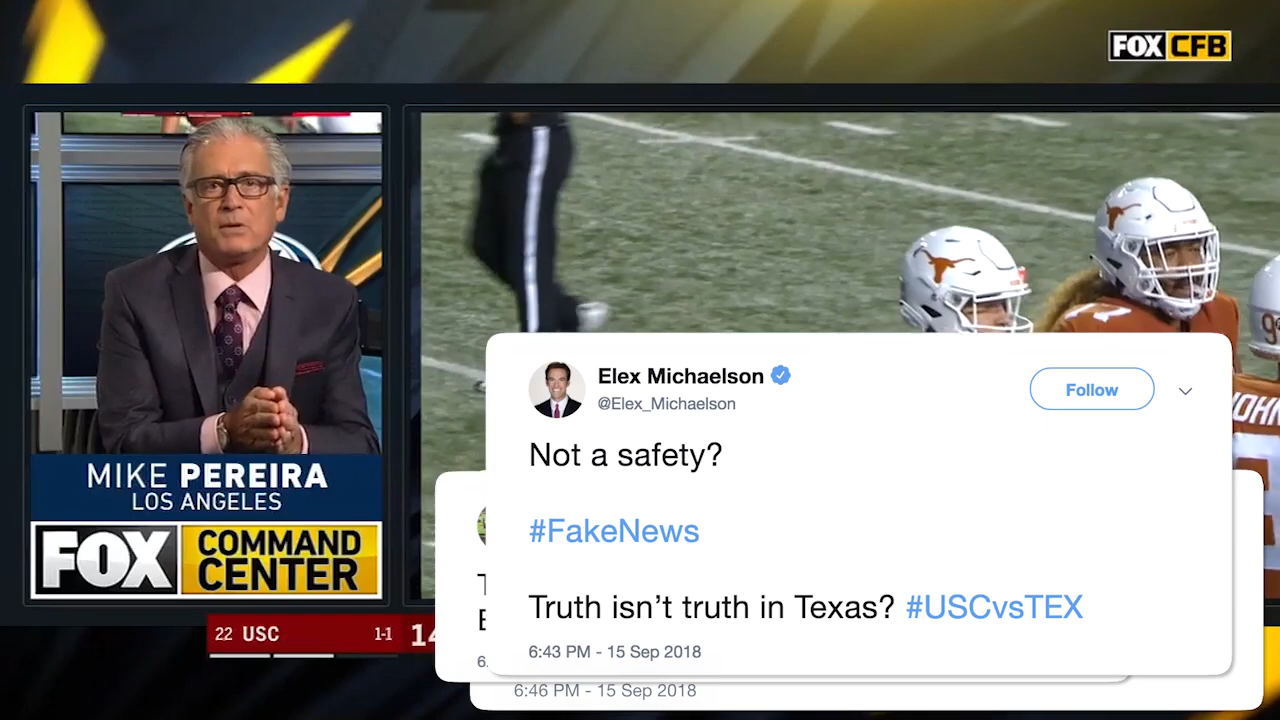 FOX CFB
MIKE PEREIRA
LOS ANGELES
FOX COMMAND CENTER
22 USC 1-1 14
Elex Michaelson
@Elex_Michaelson
Follow
Not a safety?
#FakeNews
Truth isn’t truth in Texas? #USCvsTEX
6:43 PM - 15 Sep 2018
6:46 PM - 15 Sep 2018